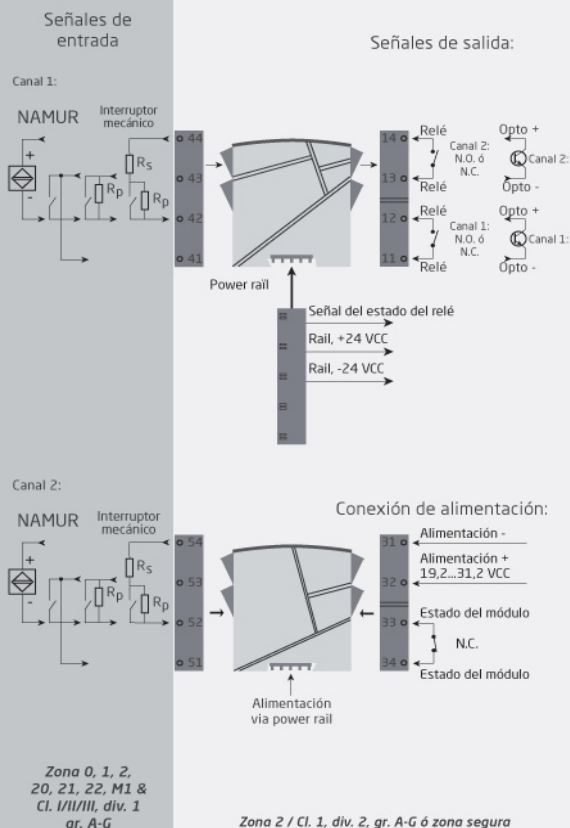 Señales de
entrada
Señales de salida:
Canal 1:
NAMUR
Interruptor
mecánico
+
-
Rs
Rp
Rp
44
43
42
41
Power rail
14
13
12
11
Relé
Canal 2:
N.O. ó
N.C.
Relé
Opto +
Canal 2:
Opto -
Relé
Canal 1:
N.O. ó
N.C.
Relé
Opto +
Canal 1:
Opto -
Señal del estado del relé
Rail, +24 VCC
Rail, -24 VCC
Canal 2:
NAMUR
Interruptor
mecánico
+
-
Rs
Rp
Rp
54
53
52
51
Conexión de alimentación:
31
32
33
34
Alimentación -
Alimentación +
19,2...31,2 VCC
Estado del módulo
N.C.
Estado del módulo
Alimentación
via power rail
Zona 0, 1, 2,
20, 21, 22, M1 &
Cl. I/II/III, div. 1
gr. A-G
Zona 2 / Cl. 1, div. 2, gr. A-G ó zona segura